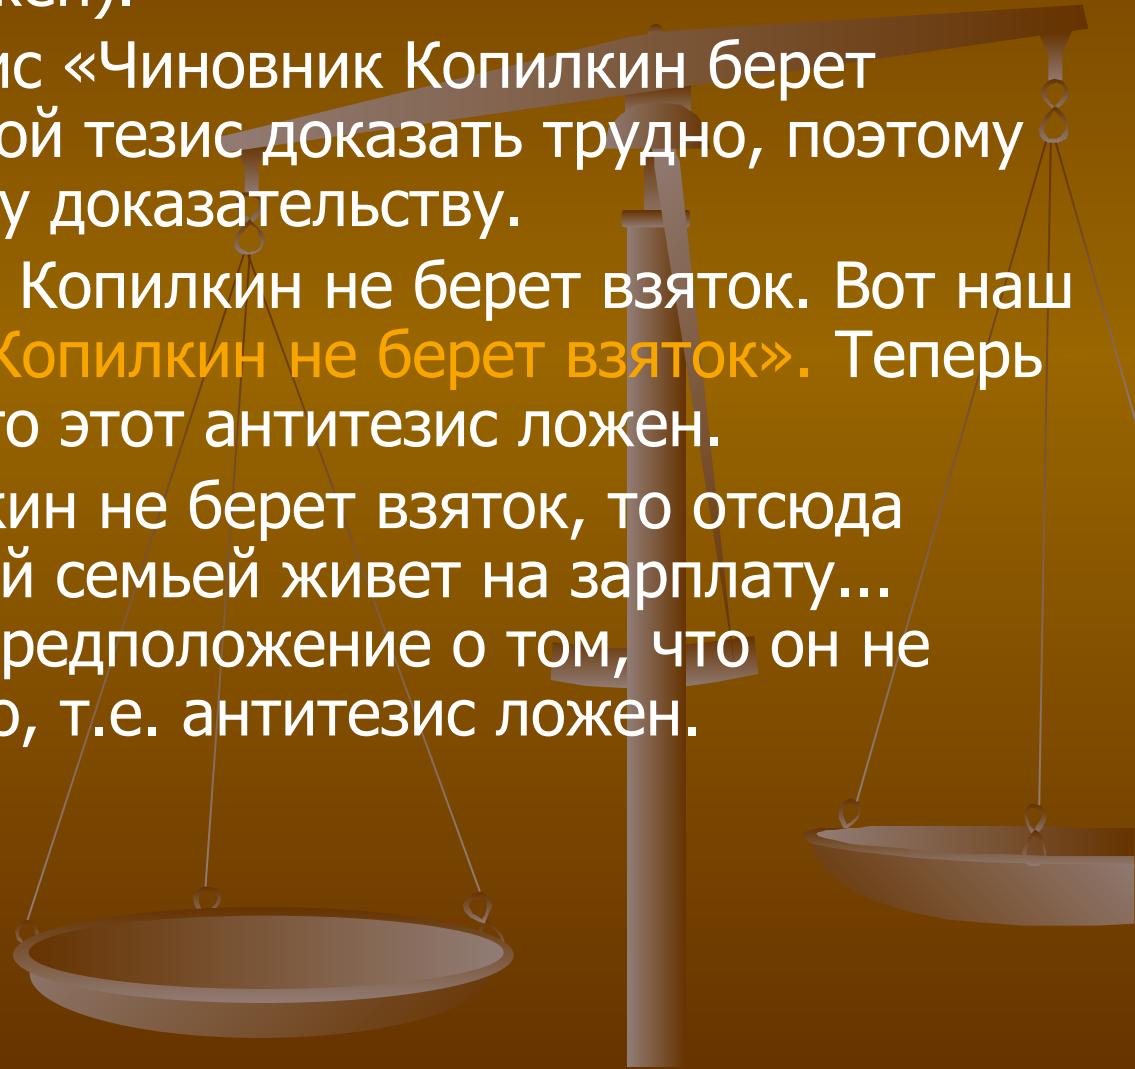 жен).
ис «Чиновник Копилкин берет
ой тезис доказать трудно, поэтому
у доказательству.
Копилкин не берет взяток. Вот наш
Копилкин не берет взяток». Теперь
то этот антитезис ложен.
кин не берет взяток, то отсюда
й семьей живет на зарплату...
редположение о том, что он не
о, т.е. антитезис ложен.